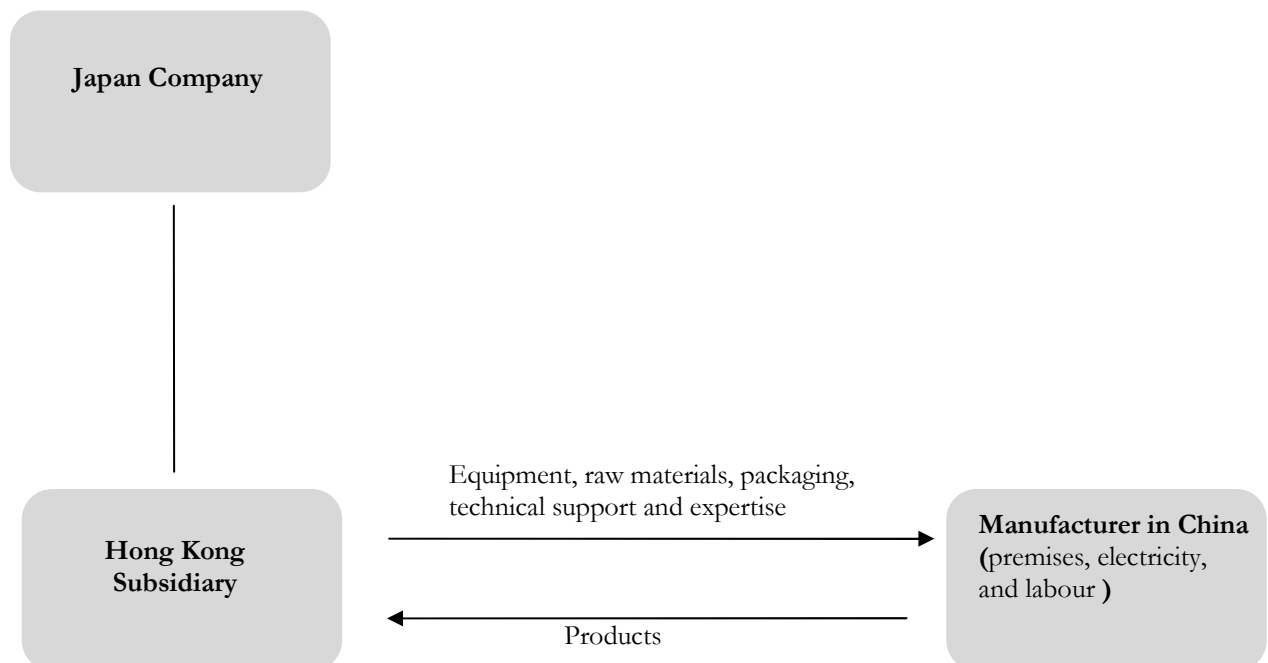 Japan Company
Equipment, raw materials, packaging,
technical support and expertise
Hong Kong
Subsidiary
Manufacturer in China
(premises, electricity,
and labour )
Products